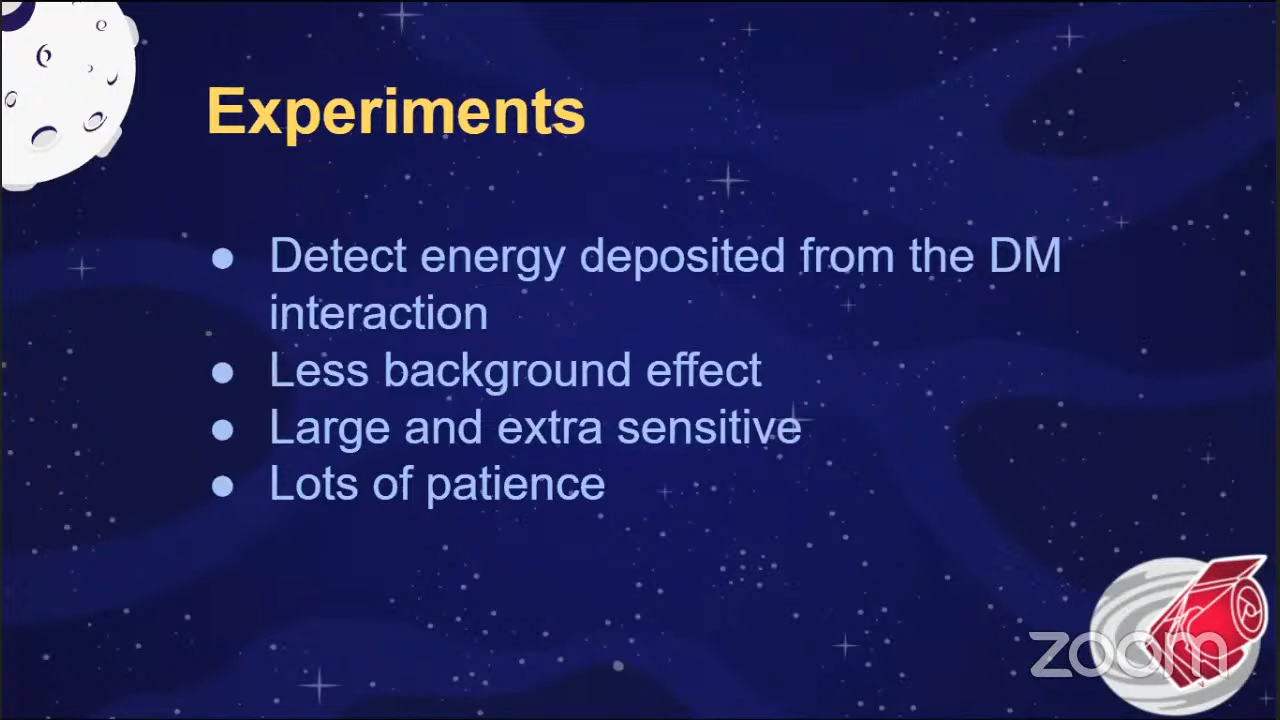 Experiments
● Detect energy deposited from the DM
interaction
● Less background effect
● Large and extra sensitive
● Lots of patience
zoom